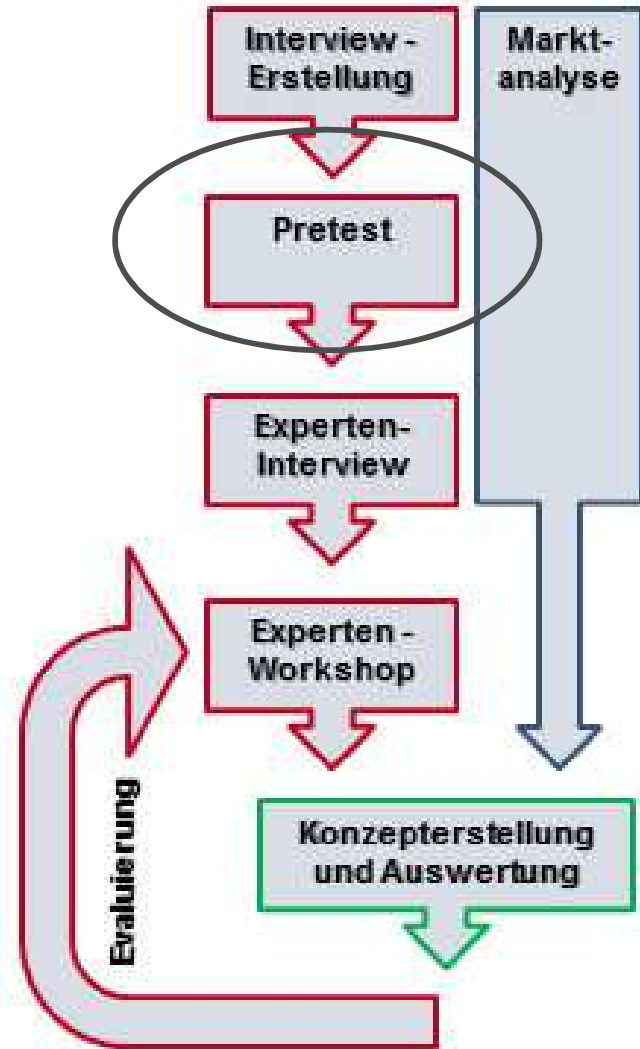 Interview -
Erstellung
Markt-
analyse
Pretest
Experten-
Interview
Experten -
Workshop
Konzepterstellung
und Auswertung
Evaluierung